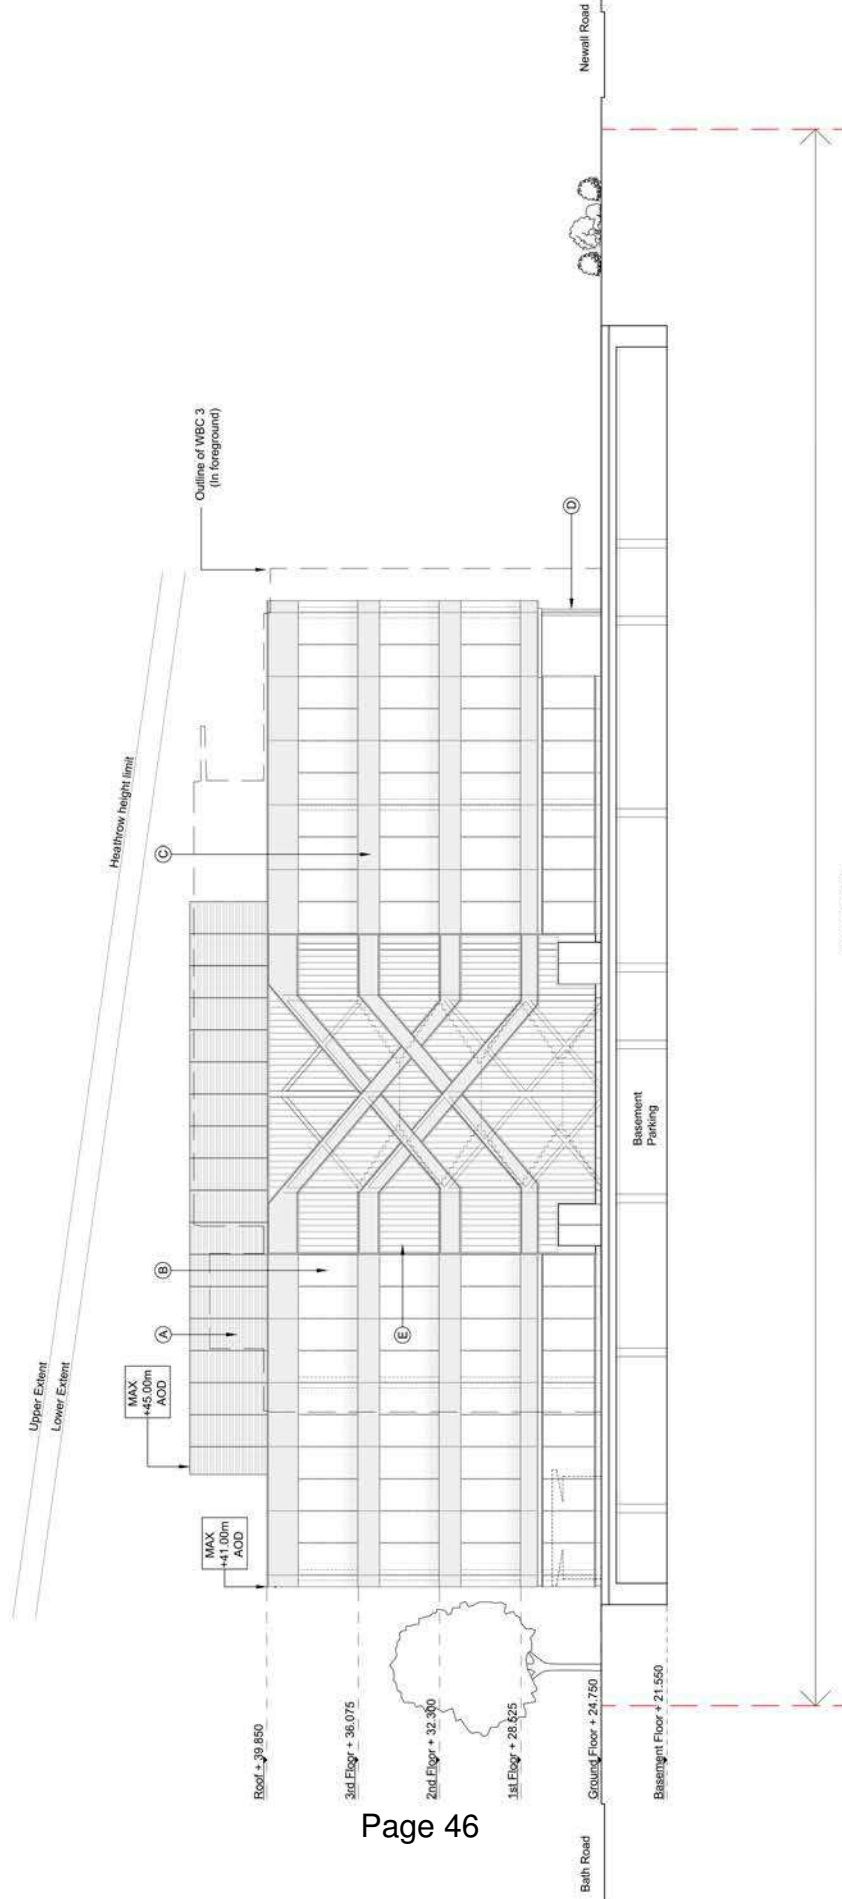 Newall Road
Outline of WBC 3
(In foreground)
D
Heathrow height limit
C
Basement
Parking
B
A
E
Upper Extent
Lower Extent
MAX
+45.00m
AOD
MAX
+41.00m
AOD
Roof + 39.850
3rd Floor + 36.075
2nd Floor + 32.300
1st Floor + 28.525
Ground Floor + 24.750
Basement Floor + 21.550
Page 46
Bath Road